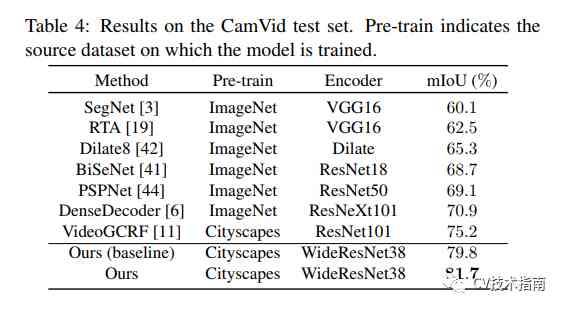 Table 4: Results on the CamVid test set. Pre-train indicates the
source dataset on which the model is trained.
Method Pre-train Encoder mIoU (%)
SegNet [3] ImageNet VGG16 60.1
RTA [19] ImageNet VGG16 62.5
Dilate8 [42] ImageNet Dilate 65.3
BiSeNet [41] ImageNet ResNet18 68.7
PSPNet [44] ImageNet ResNet50 69.1
DenseDecoder [6] ImageNet ResNeXt101 70.9
VideoGCRF [11] Cityscapes ResNet101 75.2
Ours (baseline) Cityscapes WideResNet38 79.8
Ours Cityscapes WideResNet38 81.7
CV技术指南